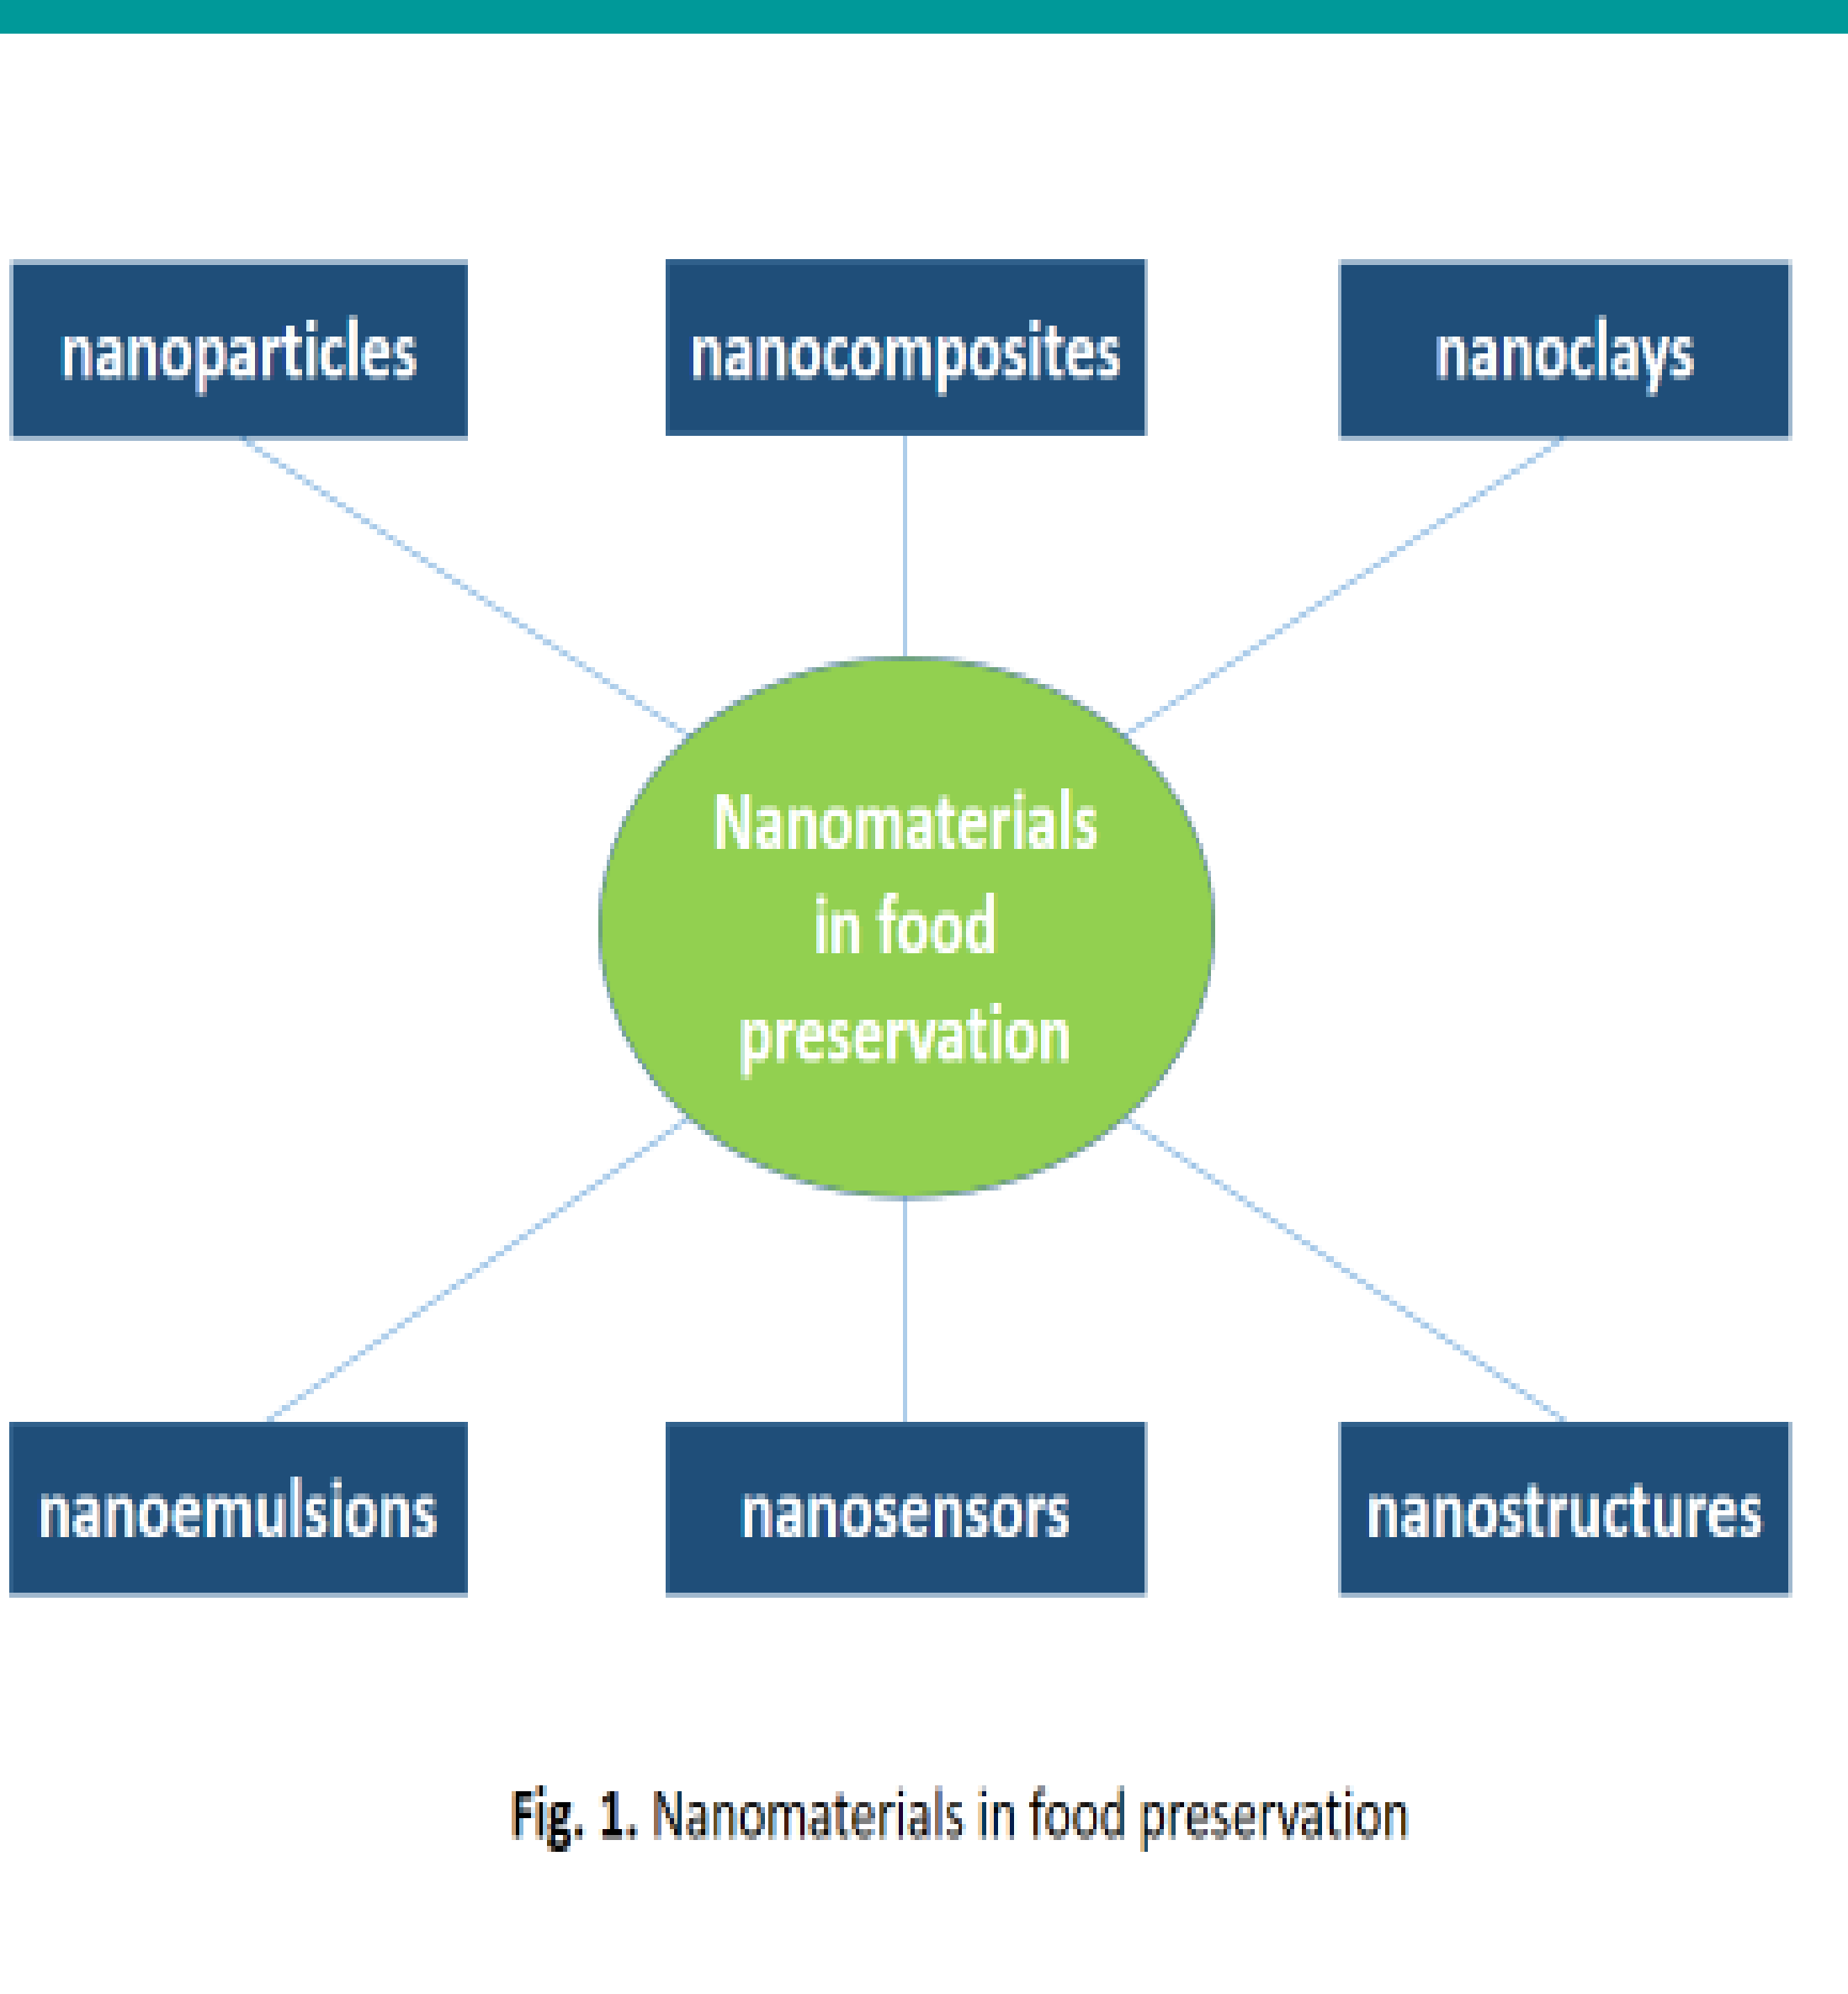 nanoparticles
nanocomposites
nanoclays
Nanomaterials
in food
preservation
nanoemulsions
nanosensors
nanostructures
Fig. 1. Nanomaterials in food preservation